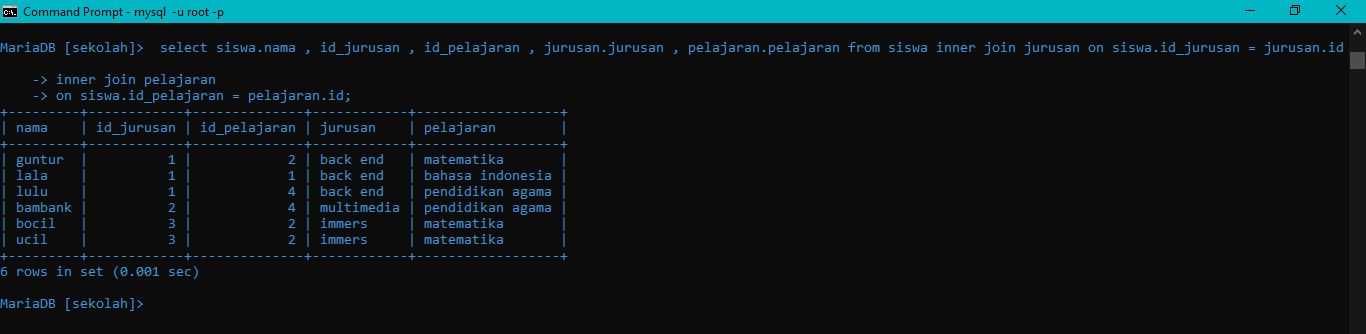 Command Prompt - mysql -u root -p
MariaDB [sekolah]>  select siswa.nama , id_jurusan , id_pelajaran , jurusan.jurusan , pelajaran.pelajaran from siswa inner join jurusan on siswa.id_jurusan = jurusan.id
    -> inner join pelajaran
    -> on siswa.id_pelajaran = pelajaran.id;
+---------+------------+--------------+------------+------------------+
| nama    | id_jurusan | id_pelajaran | jurusan    | pelajaran        |
+---------+------------+--------------+------------+------------------+
| guntur  |          1 |            2 | back end   | matematika       |
| lala    |          1 |            1 | back end   | bahasa indonesia |
| lulu    |          1 |            4 | back end   | pendidikan agama |
| bambank |          2 |            4 | multimedia | pendidikan agama |
| bocil   |          3 |            2 | immers     | matematika       |
| ucil    |          3 |            2 | immers     | matematika       |
+---------+------------+--------------+------------+------------------+
6 rows in set (0.001 sec)
MariaDB [sekolah]>